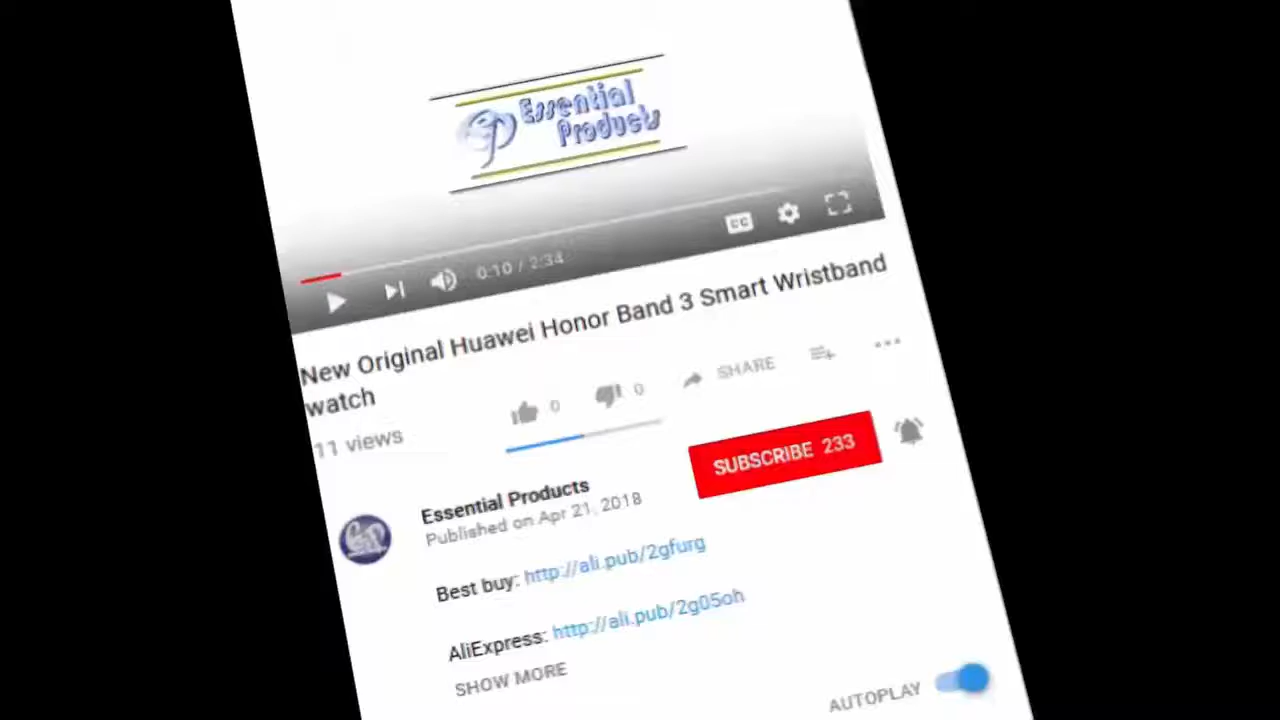 Essential
Products
CC
0:10 / 2:34
New Original Huawei Honor Band 3 Smart Wristband
watch
11 views
0
0
SHARE
SUBSCRIBE 233
Essential Products
Published on Apr 21, 2018
Best buy: http://ali.pub/2gfurg
AliExpress: http://ali.pub/2g05oh
SHOW MORE
AUTOPLAY